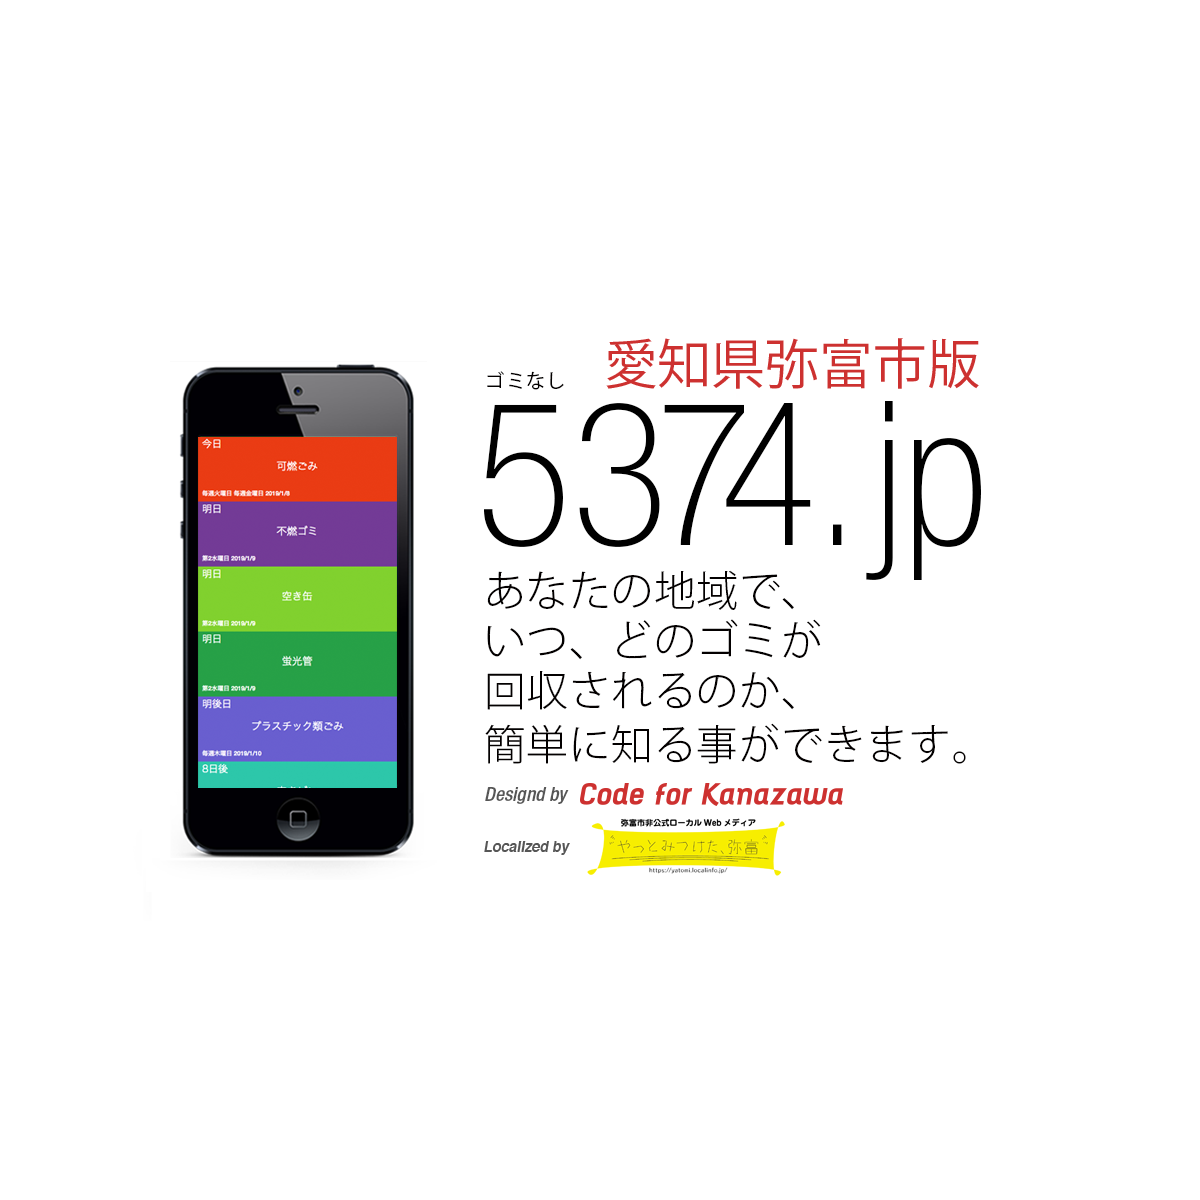 今日
可燃ごみ
毎週火曜日 毎週金曜日 2019/1/8
明日
不燃ゴミ
第2水曜日 2019/1/9
明日
空き缶
第2水曜日 2019/1/9
明日
蛍光管
第2水曜日 2019/1/9
明後日
プラスチック類ごみ
毎週木曜日 2019/1/10
8日後
愛知県弥富市版
ゴミなし
5374.jp
あなたの地域で、
いつ、どのゴミが
回収されるのか、
簡単に知る事ができます。
Designd by Code for Kanazawa
弥富市非公式ローカル Web メディア
Localized by
"やっとみつけた、弥富"
https://yatomi.localinfo.jp/